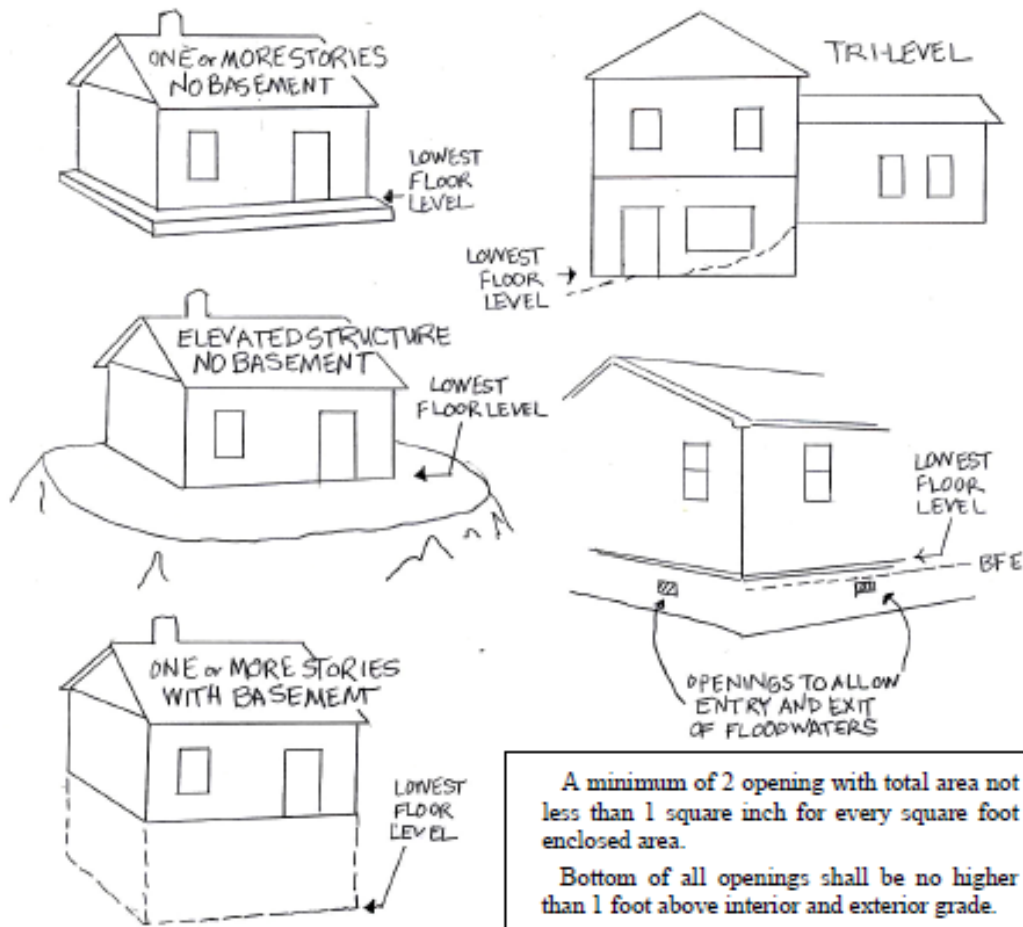 ONE or MORE STORIES
NO BASEMENT
LOWEST
FLOOR
LEVEL
TRI-LEVEL
LOWEST
FLOOR
LEVEL
ELEVATED STRUCTURE
NO BASEMENT
LOWEST
FLOOR LEVEL
LOWEST
FLOOR
LEVEL
BFE
OPENINGS TO ALLOW
ENTRY AND EXIT
OF FLOODWATERS
ONE or MORE STORIES
WITH BASEMENT
LOWEST
FLOOR
LEVEL
A minimum of 2 opening with total area not
less than 1 square inch for every square foot
enclosed area.
Bottom of all openings shall be no higher
than 1 foot above interior and exterior grade.